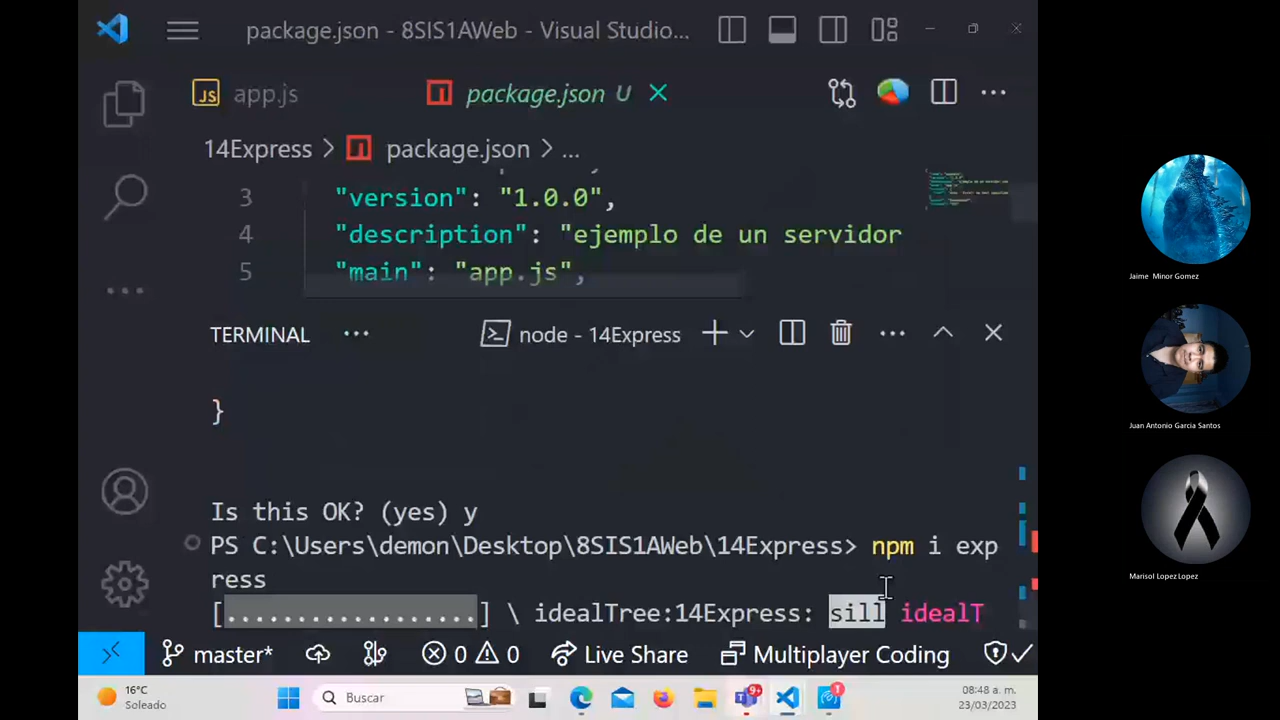 package.json - 8SIS1AWeb - Visual Studio...
JS app.js
package.json U
14Express > package.json > ...
3 "version": "1.0.0",
4 "description": "ejemplo de un servidor
5 "main": "app.js",
TERMINAL ... node - 14Express
}
Is this OK? (yes) y
PS C:\Users\demon\Desktop\8SIS1AWeb\14Express> npm i exp
ress
[.................] \ idealTree:14Express: sill idealT
master* 0 0 Live Share Multiplayer Coding
16°C
Soleado
Buscar
9+
1
08:48 a. m.
23/03/2023
Jaime Minor Gomez
Juan Antonio Garcia Santos
Marisol Lopez Lopez